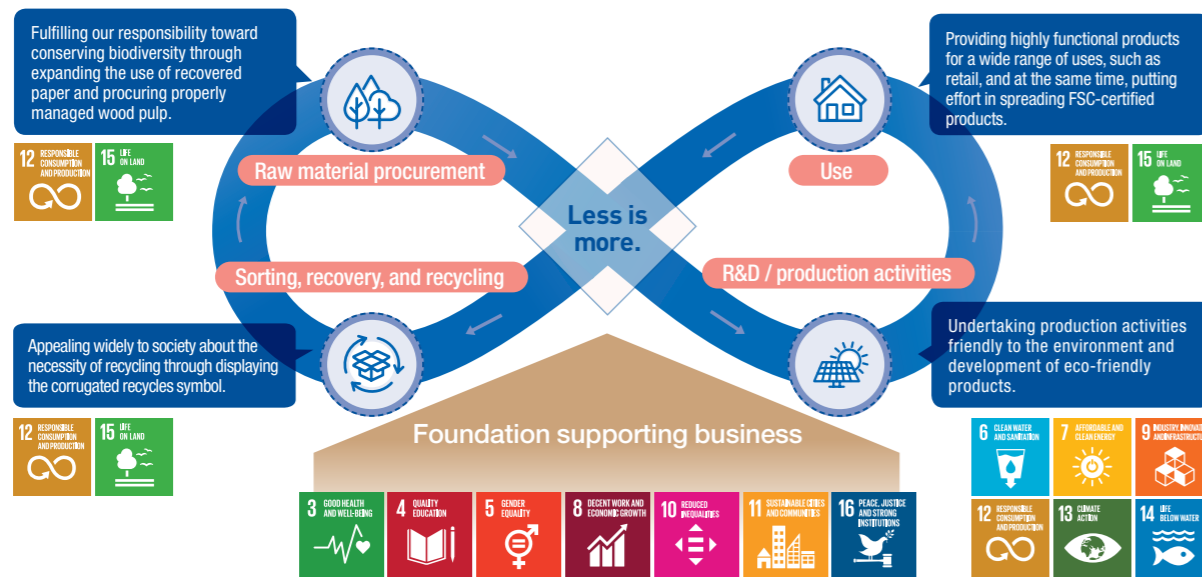 Fulfilling our responsibility toward
conserving biodiversity through
expanding the use of recovered
paper and procuring properly
managed wood pulp.
12 RESPONSIBLE
CONSUMPTION
AND PRODUCTION
15 LIFE
ON LAND
Raw material procurement
Providing highly functional products
for a wide range of uses, such as
retail, and at the same time, putting
effort in spreading FSC-certified
products.
12 RESPONSIBLE
CONSUMPTION
AND PRODUCTION
15 LIFE
ON LAND
Use
Less is
more.
Sorting, recovery, and recycling
R&D / production activities
Appealing widely to society about the
necessity of recycling through displaying
the corrugated recycles symbol.
12 RESPONSIBLE
CONSUMPTION
AND PRODUCTION
15 LIFE
ON LAND
Undertaking production activities
friendly to the environment and
development of eco-friendly
products.
6 CLEAN WATER
AND SANITATION
7 AFFORDABLE AND
CLEAN ENERGY
9 INDUSTRY, INNOVAT
AND INFRASTRUCTU
12 RESPONSIBLE
CONSUMPTION
AND PRODUCTION
13 CLIMATE
ACTION
14 LIFE
BELOW WATER
Foundation supporting business
3 GOOD HEALTH
AND WELL-BEING
4 QUALITY
EDUCATION
5 GENDER
EQUALITY
8 DECENT WORK AND
ECONOMIC GROWTH
10 REDUCED
INEQUALITIES
11 SUSTAINABLE CITIES
AND COMMUNITIES
16 PEACE, JUSTICE
AND STRONG
INSTITUTIONS